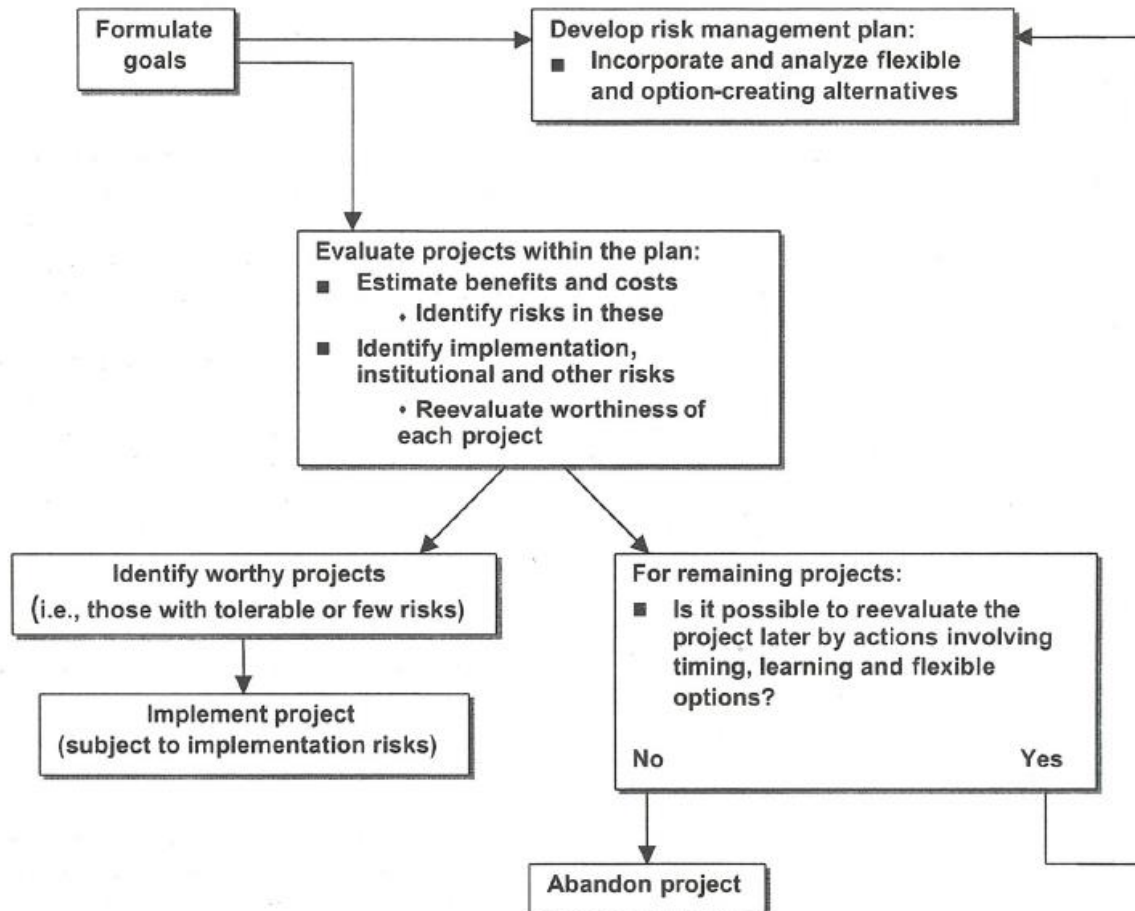 Formulate
goals
Develop risk management plan:
■ Incorporate and analyze flexible
and option-creating alternatives
Evaluate projects within the plan:
■ Estimate benefits and costs
♦ Identify risks in these
■ Identify implementation,
institutional and other risks
♦ Reevaluate worthiness of
each project
Identify worthy projects
(i.e., those with tolerable or few risks)
Implement project
(subject to implementation risks)
For remaining projects:
■ Is it possible to reevaluate the
project later by actions involving
timing, learning and flexible
options?
No Yes
Abandon project